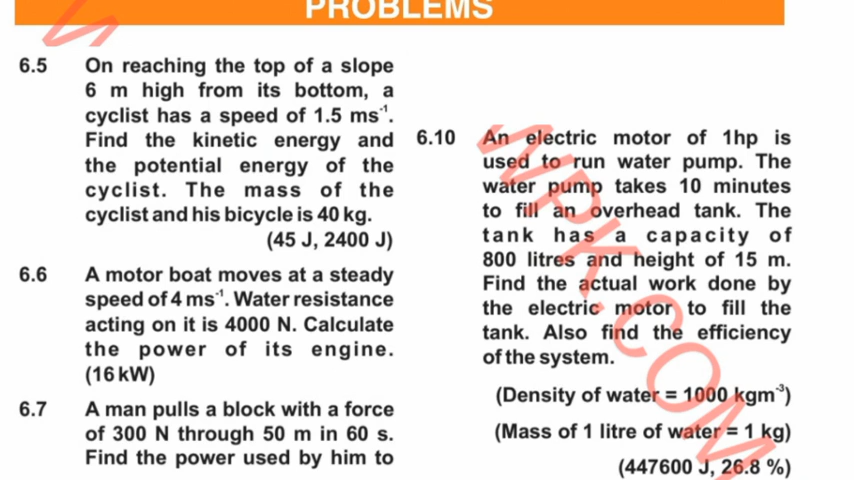 PROBLEMS
6.5 On reaching the top of a slope
6 m high from its bottom, a
cyclist has a speed of 1.5 ms⁻¹.
Find the kinetic energy and
the potential energy of the
cyclist. The mass of the
cyclist and his bicycle is 40 kg.
(45 J, 2400 J)
6.6 A motor boat moves at a steady
speed of 4 ms⁻¹. Water resistance
acting on it is 4000 N. Calculate
the power of its engine.
(16 kW)
6.7 A man pulls a block with a force
of 300 N through 50 m in 60 s.
Find the power used by him to
6.10 An electric motor of 1hp is
used to run water pump. The
water pump takes 10 minutes
to fill an overhead tank. The
tank has a capacity of
800 litres and height of 15 m.
Find the actual work done by
the electric motor to fill the
tank. Also find the efficiency
of the system.
(Density of water = 1000 kgm⁻³)
(Mass of 1 litre of water = 1 kg)
(447600 J, 26.8 %)
WPK.COM